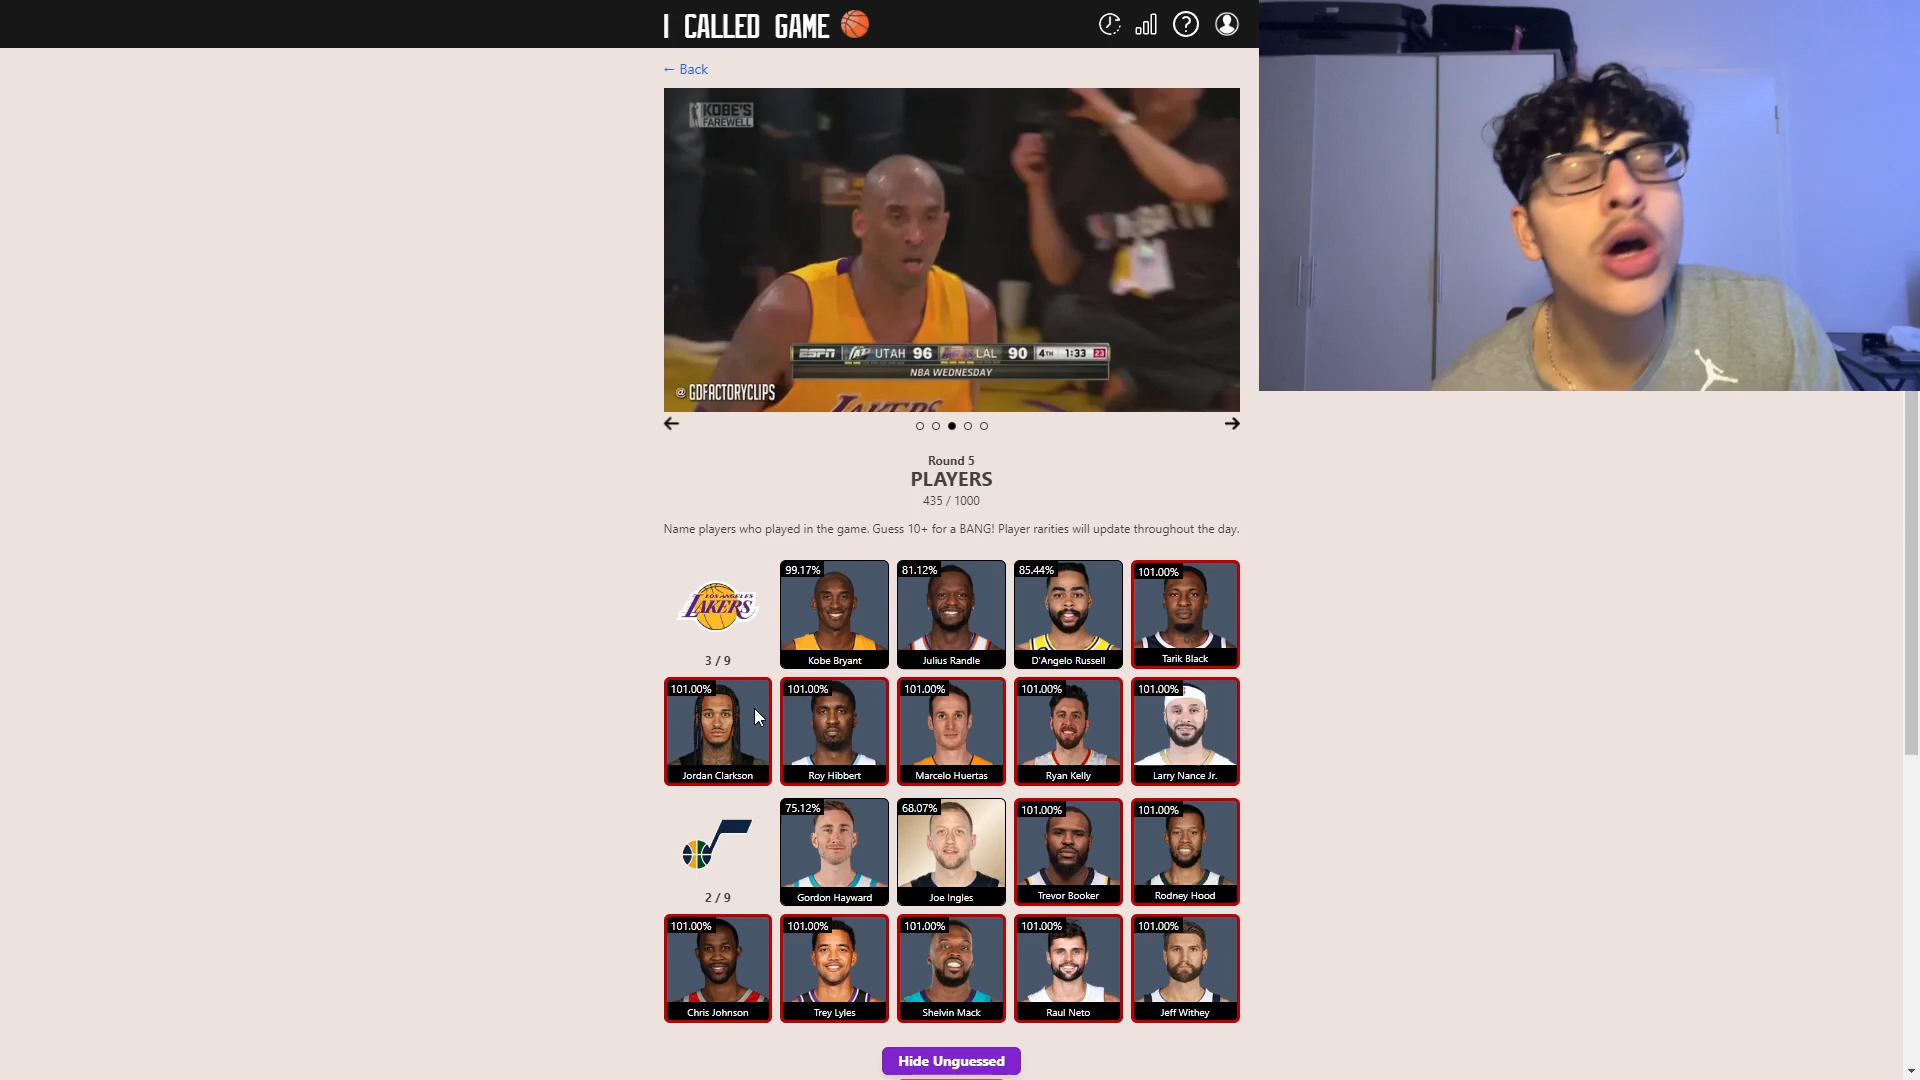 I CALLED GAME
← Back
KOBE'S
FAREWELL
ESPN UTAH 96 LAL 90 4TH 1:33 23
NBA WEDNESDAY
@GDFACTORYCLIPS
LAKERS
Round 5
PLAYERS
435 / 1000
Name players who played in the game. Guess 10+ for a BANG! Player rarities will update throughout the day.
LOS ANGELES
LAKERS
3 / 9
99.17%
Kobe Bryant
81.12%
Julius Randle
85.44%
D'Angelo Russell
101.00%
Tarik Black
101.00%
Jordan Clarkson
101.00%
Roy Hibbert
101.00%
Marcelo Huertas
101.00%
Ryan Kelly
101.00%
Larry Nance Jr.
2 / 9
75.12%
Gordon Hayward
68.07%
Joe Ingles
101.00%
Trevor Booker
101.00%
Rodney Hood
101.00%
Chris Johnson
101.00%
Trey Lyles
101.00%
Shelvin Mack
101.00%
Raul Neto
101.00%
Jeff Withey
Hide Unguessed